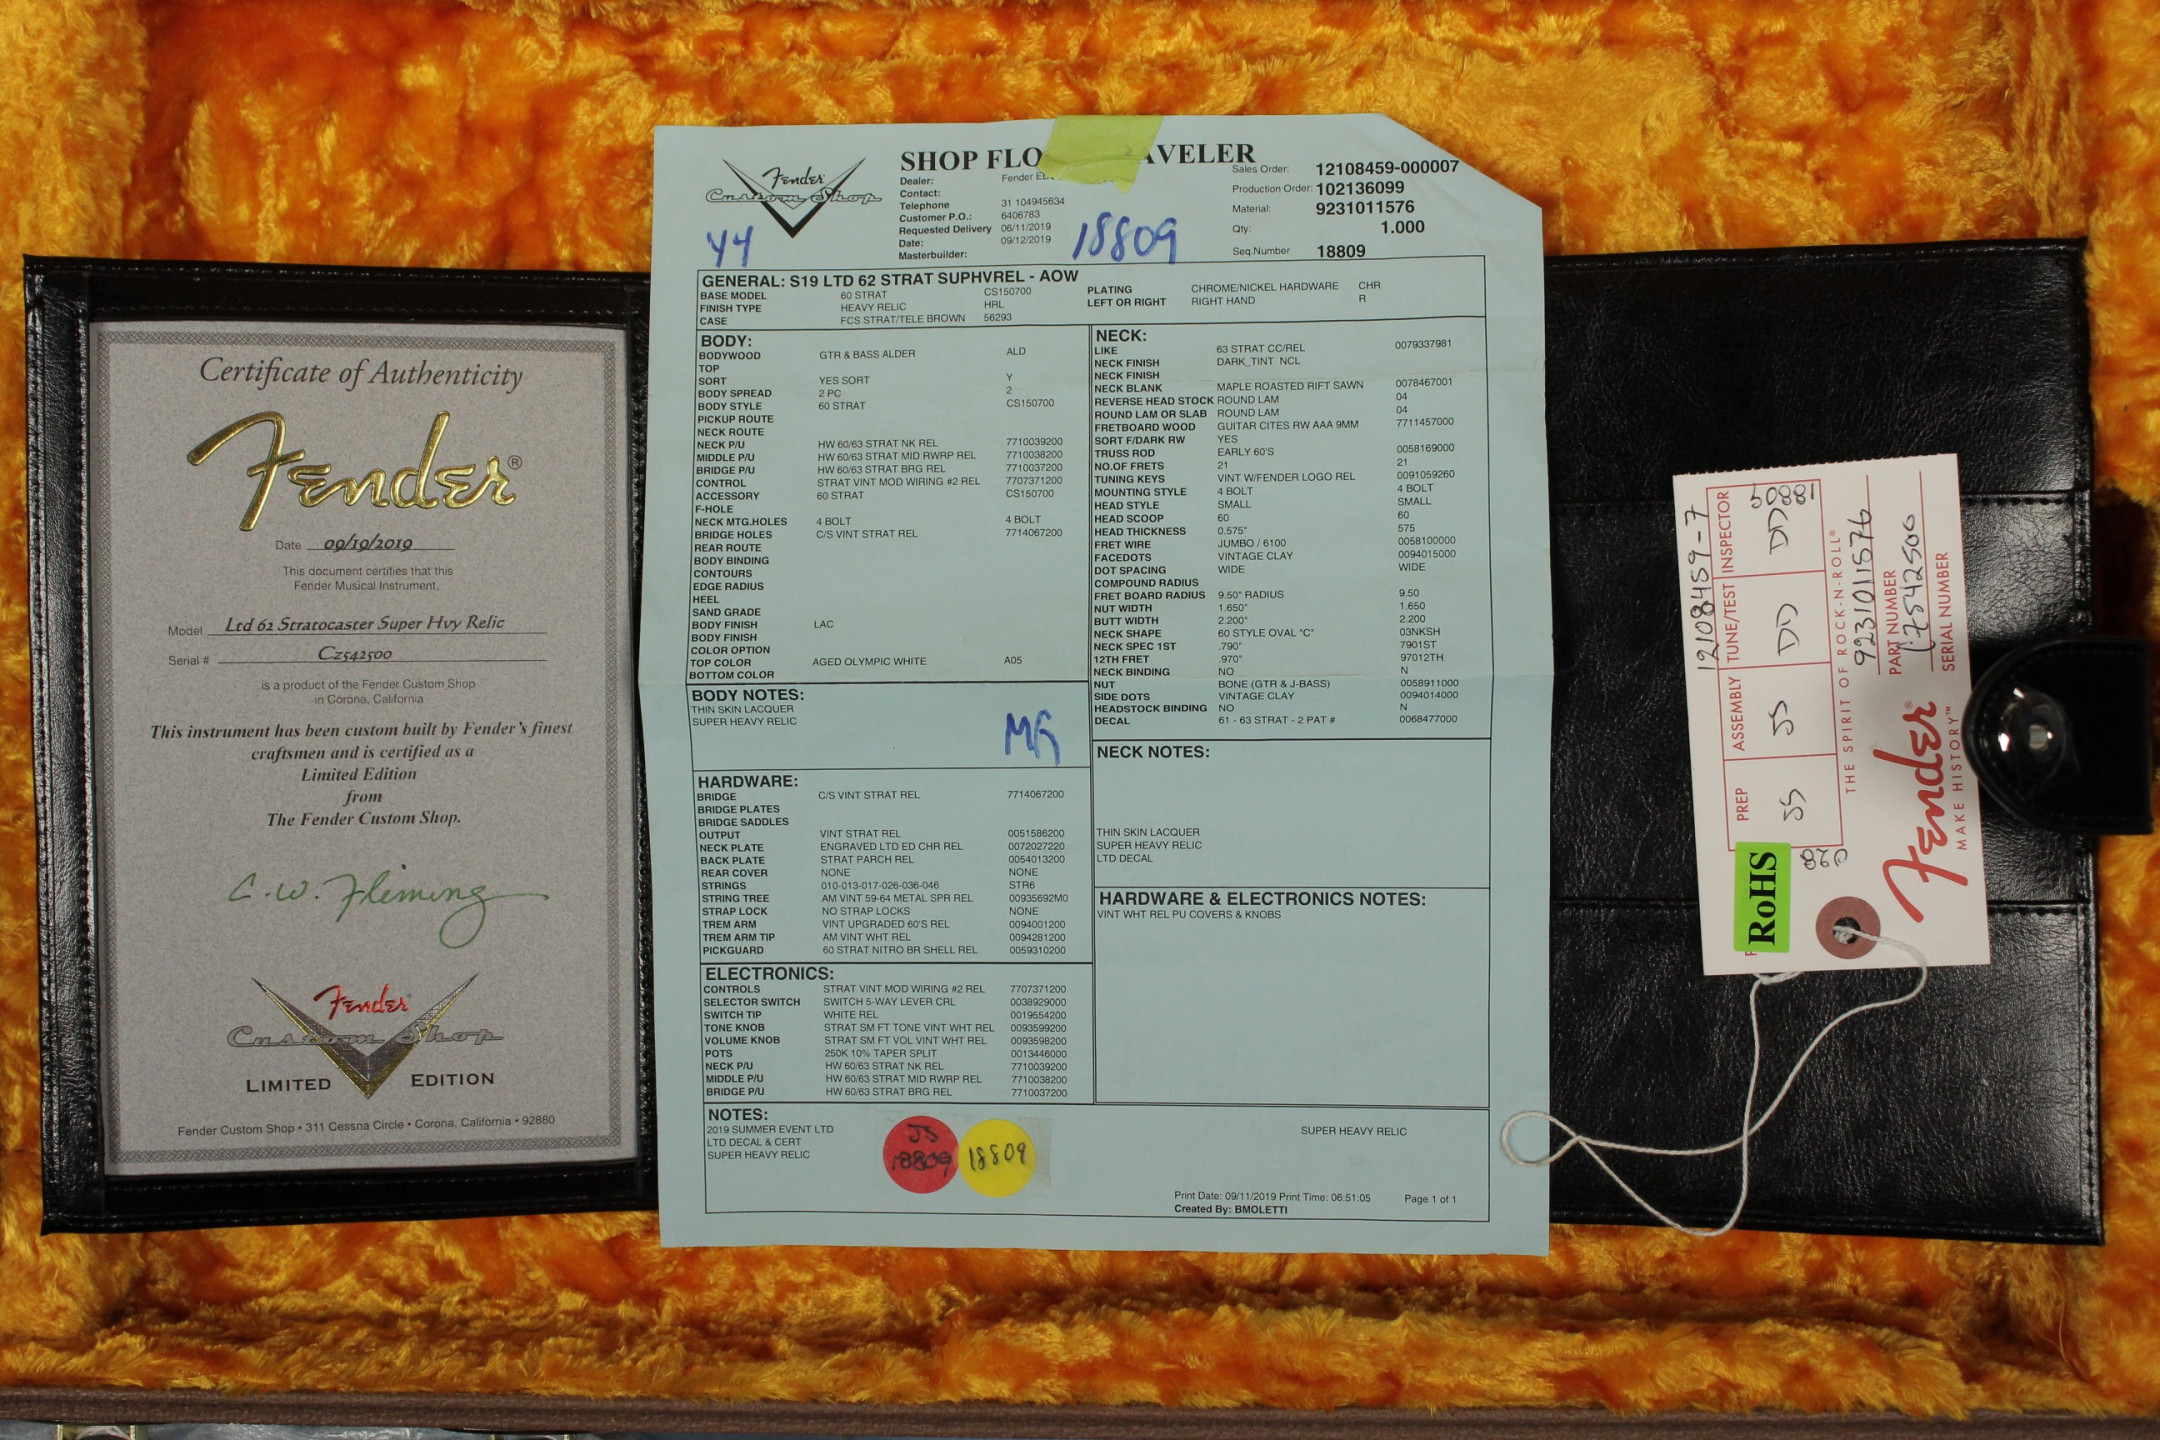 Certificate of Authenticity
Fender®
Date 09/19/2019
This document certifies that this
Fender Musical Instrument,
Model Ltd 62 Stratocaster Super Hvy Relic
Serial # Cz542500
is a product of the Fender Custom Shop
in Corona, California
This instrument has been custom built by Fender's finest
craftsmen and is certified as a
Limited Edition
from
The Fender Custom Shop.
C.W. Fleming
Fender
Custom Shop
LIMITED EDITION
Fender Custom Shop • 311 Cessna Circle • Corona, California • 92880
Fender
Custom Shop
44
SHOP FLO AVELER
Dealer: Fender
Contact:
Telephone 31 104945634
Customer P.O.: 6406783
Requested Delivery 06/11/2019
Date: 09/12/2019
Masterbuilder:
18809
Sales Order: 12108459-000007
Production Order: 102136099
Material: 9231011576
Qty: 1.000
Seq.Number 18809
GENERAL: S19 LTD 62 STRAT SUPHVREL - AOW
BASE MODEL 60 STRAT CS150700
FINISH TYPE HEAVY RELIC HRL
CASE FCS STRAT/TELE BROWN 56293
PLATING CHROME/NICKEL HARDWARE CHR
LEFT OR RIGHT RIGHT HAND R
BODY:
BODYWOOD GTR & BASS ALDER ALD
TOP
SORT YES SORT Y
BODY SPREAD 2 PC 2
BODY STYLE 60 STRAT CS150700
PICKUP ROUTE
NECK ROUTE
NECK P/U HW 60/63 STRAT NK REL 7710039200
MIDDLE P/U HW 60/63 STRAT MID RWRP REL 7710038200
BRIDGE P/U HW 60/63 STRAT BRG REL 7710037200
CONTROL STRAT VINT MOD WIRING #2 REL 7707371200
ACCESSORY 60 STRAT CS150700
F-HOLE
NECK MTG.HOLES 4 BOLT 4 BOLT
BRIDGE HOLES C/S VINT STRAT REL 7714067200
REAR ROUTE
BODY BINDING
CONTOURS
EDGE RADIUS
HEEL
SAND GRADE
BODY FINISH LAC
BODY FINISH
COLOR OPTION
TOP COLOR AGED OLYMPIC WHITE A05
BOTTOM COLOR
BODY NOTES:
THIN SKIN LACQUER
SUPER HEAVY RELIC
HARDWARE:
BRIDGE C/S VINT STRAT REL 7714067200
BRIDGE PLATES
BRIDGE SADDLES
OUTPUT VINT STRAT REL 0051586200
NECK PLATE ENGRAVED LTD ED CHR REL 0072027220
BACK PLATE STRAT PARCH REL 0054013200
REAR COVER NONE NONE
STRINGS 010-013-017-026-036-046 STR6
STRING TREE AM VINT 59-64 METAL SPR REL 00935692M0
STRAP LOCK NO STRAP LOCKS NONE
TREM ARM VINT UPGRADED 60'S REL 0094001200
TREM ARM TIP AM VINT WHT REL 0094281200
PICKGUARD 60 STRAT NITRO BR SHELL REL 0059310200
ELECTRONICS:
CONTROLS STRAT VINT MOD WIRING #2 REL 7707371200
SELECTOR SWITCH SWITCH 5-WAY LEVER CRL 0038929000
SWITCH TIP WHITE REL 0019554200
TONE KNOB STRAT SM FT TONE VINT WHT REL 0093599200
VOLUME KNOB STRAT SM FT VOL VINT WHT REL 0093598200
POTS 250K 10% TAPER SPLIT 0013446000
NECK P/U HW 60/63 STRAT NK REL 7710039200
MIDDLE P/U HW 60/63 STRAT MID RWRP REL 7710038200
BRIDGE P/U HW 60/63 STRAT BRG REL 7710037200
NECK:
LIKE 63 STRAT CC/REL 0079337981
NECK FINISH DARK_TINT NCL
NECK FINISH
NECK BLANK MAPLE ROASTED RIFT SAWN 0078467001
REVERSE HEAD STOCK ROUND LAM 04
ROUND LAM OR SLAB ROUND LAM 04
FRETBOARD WOOD GUITAR CITES RW AAA 9MM 7711457000
SORT F/DARK RW YES
TRUSS ROD EARLY 60'S 0058169000
NO.OF FRETS 21 21
TUNING KEYS VINT W/FENDER LOGO REL 0091059260
MOUNTING STYLE 4 BOLT 4 BOLT
HEAD STYLE SMALL SMALL
HEAD SCOOP 60 60
HEAD THICKNESS 0.575" 575
FRET WIRE JUMBO / 6100 0058100000
FACEDOTS VINTAGE CLAY 0094015000
DOT SPACING WIDE WIDE
COMPOUND RADIUS
FRET BOARD RADIUS 9.50" RADIUS 9.50
NUT WIDTH 1.650" 1.650
BUTT WIDTH 2.200" 2.200
NECK SHAPE 60 STYLE OVAL "C" 03NKSH
NECK SPEC 1ST .790" 7901ST
12TH FRET .970" 97012TH
NECK BINDING NO N
NUT BONE (GTR & J-BASS) 0058911000
SIDE DOTS VINTAGE CLAY 0094014000
HEADSTOCK BINDING NO N
DECAL 61 - 63 STRAT - 2 PAT # 0068477000
NECK NOTES:
THIN SKIN LACQUER
SUPER HEAVY RELIC
LTD DECAL
HARDWARE & ELECTRONICS NOTES:
VINT WHT REL PU COVERS & KNOBS
NOTES:
2019 SUMMER EVENT LTD
LTD DECAL & CERT
SUPER HEAVY RELIC
JS
18809
18809
SUPER HEAVY RELIC
Print Date: 09/11/2019 Print Time: 06:51:05 Page 1 of 1
Created By: BMOLETTI
12108459-7
PREP ASSEMBLY TUNE/TEST INSPECTOR
JS JS DD DD
18809
028
RoHS
THE SPIRIT OF ROCK-N-ROLL®
9231011576
PART NUMBER
CZ542500
SERIAL NUMBER
Fender®
MAKE HISTORY™